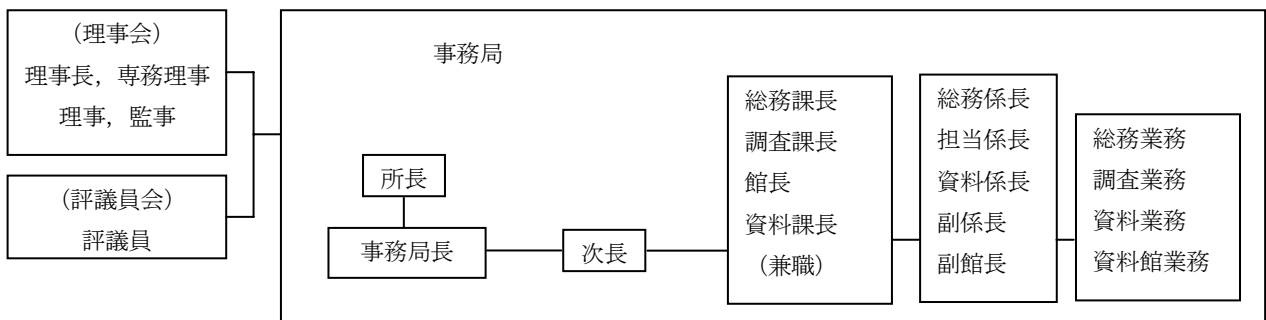 (理事会)
理事長，専務理事
理事，監事
(評議員会)
評議員
事務局
所長
事務局長
次長
総務課長
調査課長
館長
資料課長
(兼職)
総務係長
担当係長
資料係長
副係長
副館長
総務業務
調査業務
資料業務
資料館業務